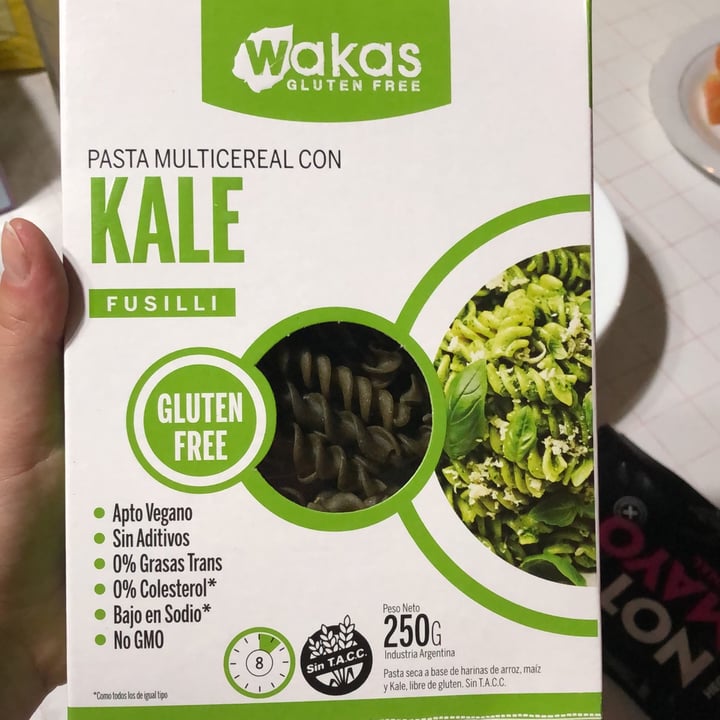 wakas
GLUTEN FREE
PASTA MULTICEREAL CON
KALE
FUSILLI
GLUTEN
FREE
Apto Vegano
Sin Aditivos
0% Grasas Trans
0% Colesterol*
Bajo en Sodio*
No GMO
*Como todos los de igual tipo
8
Sin T.A.C.C.
Peso Neto
250G
Industria Argentina
Pasta seca a base de harinas de arroz, maíz
y Kale, libre de gluten. Sin T.A.C.C.
NOT
MAYO